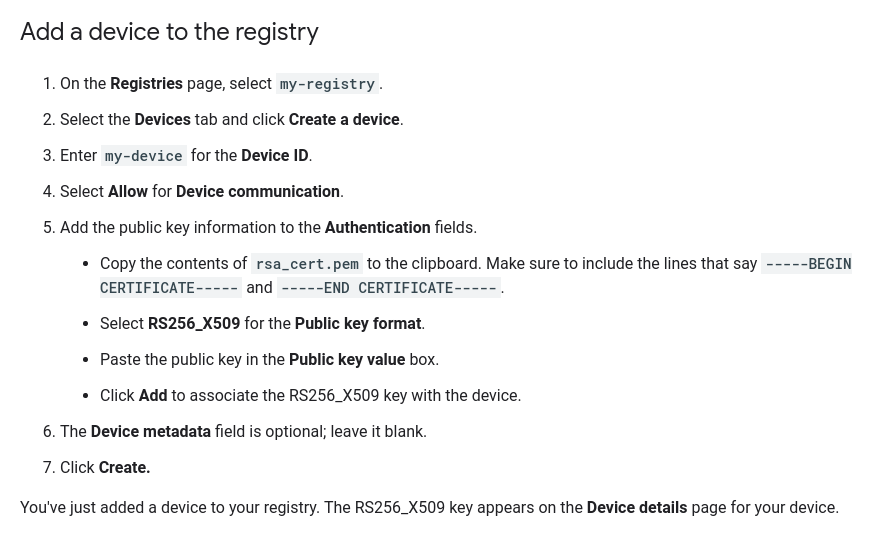 Add a device to the registry
1. On the Registries page, select my-registry.
2. Select the Devices tab and click Create a device.
3. Enter my-device for the Device ID.
4. Select Allow for Device communication.
5. Add the public key information to the Authentication fields.
• Copy the contents of rsa_cert.pem to the clipboard. Make sure to include the lines that say -----BEGIN
CERTIFICATE----- and -----END CERTIFICATE-----.
• Select RS256_X509 for the Public key format.
• Paste the public key in the Public key value box.
• Click Add to associate the RS256_X509 key with the device.
6. The Device metadata field is optional; leave it blank.
7. Click Create.
You've just added a device to your registry. The RS256_X509 key appears on the Device details page for your device.